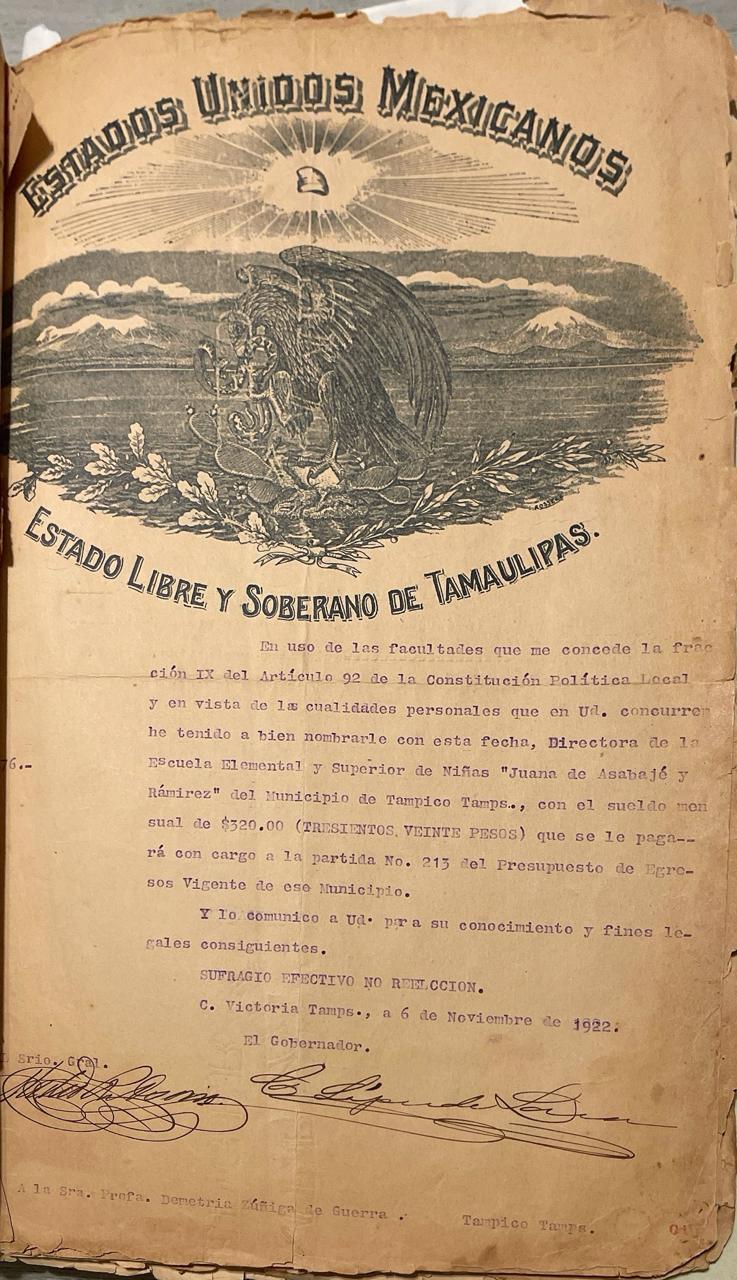 ESTADOS UNIDOS MEXICANOS
ESTADO LIBRE Y SOBERANO DE TAMAULIPAS.
En uso de las facultades que me concede la frac
ción IX del Artículo 92 de la Constitución Política Local
y en vista de las cualidades personales que en Ud. concurren
he tenido a bien nombrarle con esta fecha, Directora de la
76.-
Escuela Elemental y Superior de Niñas "Juana de Asabajé y
Rámirez" del Municipio de Tampico Tamps., con el sueldo men
sual de $320.00 (TRESIENTOS, VEINTE PESOS) que se le paga--
rá con cargo a la partida No. 213 del Presupuesto de Egre-
sos Vigente de ese Municipio.
Y lo comunico a Ud. para su conocimiento y fines le-
gales consiguientes.
SUFRAGIO EFECTIVO NO REELCCION.
C. Victoria Tamps., a 6 de Noviembre de 1922.
El Gobernador.
Srio. Gral.
A la Sra. Profa. Demetria Zúñiga de Guerra .
Tampico Tamps.